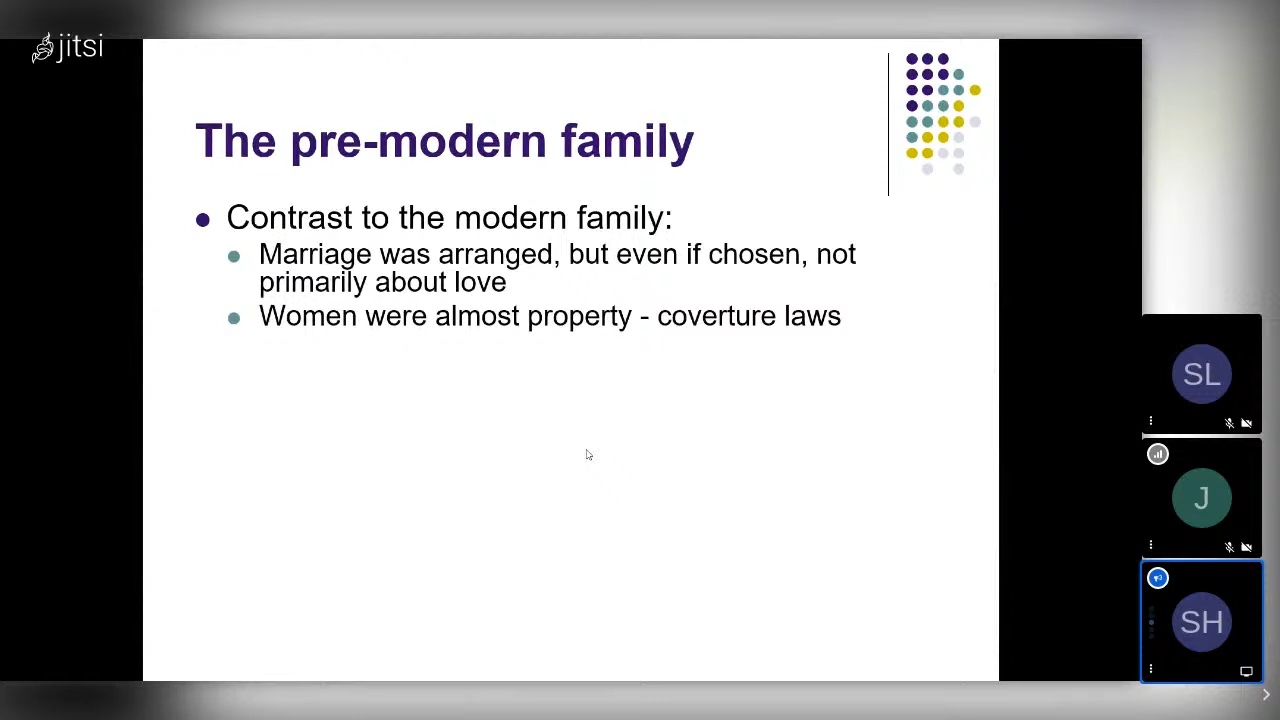 jitsi
The pre-modern family
Contrast to the modern family:
Marriage was arranged, but even if chosen, not
primarily about love
Women were almost property - coverture laws
SL
J
SH